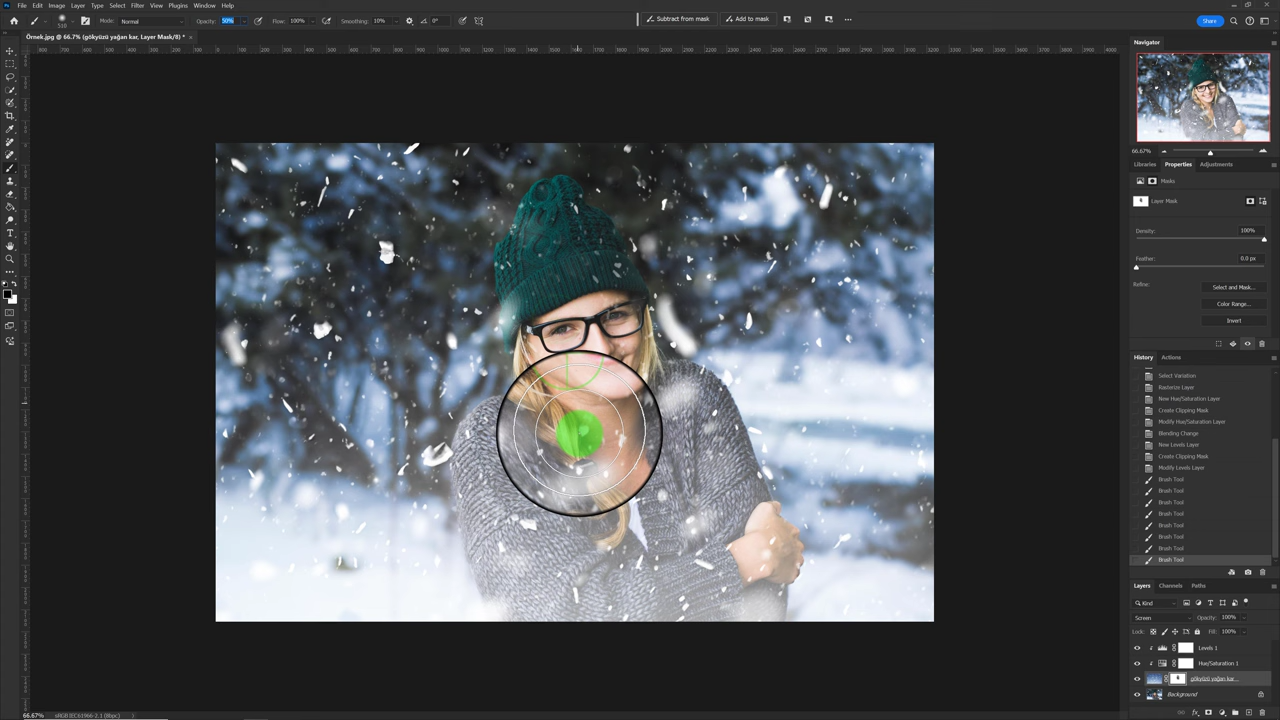 File Edit Image Layer Type Select Filter View Plugins Window Help
Mode: Normal Opacity: 50% Flow: 100% Smoothing: 10% 0° Subtract from mask Add to mask Share
Örnek.jpg @ 66.7% (gökyüzü yağan kar, Layer Mask/8) * ×
Navigator
66.67%
Libraries Properties Adjustments
Masks
Layer Mask
Density: 100%
Feather: 0.0 px
Refine: Select and Mask...
Color Range...
Invert
History Actions
Select Variation
Rasterize Layer
New Hue/Saturation Layer
Create Clipping Mask
Modify Hue/Saturation Layer
Blending Change
New Levels Layer
Create Clipping Mask
Modify Levels Layer
Brush Tool
Brush Tool
Brush Tool
Brush Tool
Brush Tool
Brush Tool
Brush Tool
Brush Tool
Layers Channels Paths
Kind
Screen Opacity: 100%
Lock: Fill: 100%
Levels 1
Hue/Saturation 1
gökyüzü yağan kar...
Background
66.67% sRGB IEC61966-2.1 (8bpc)